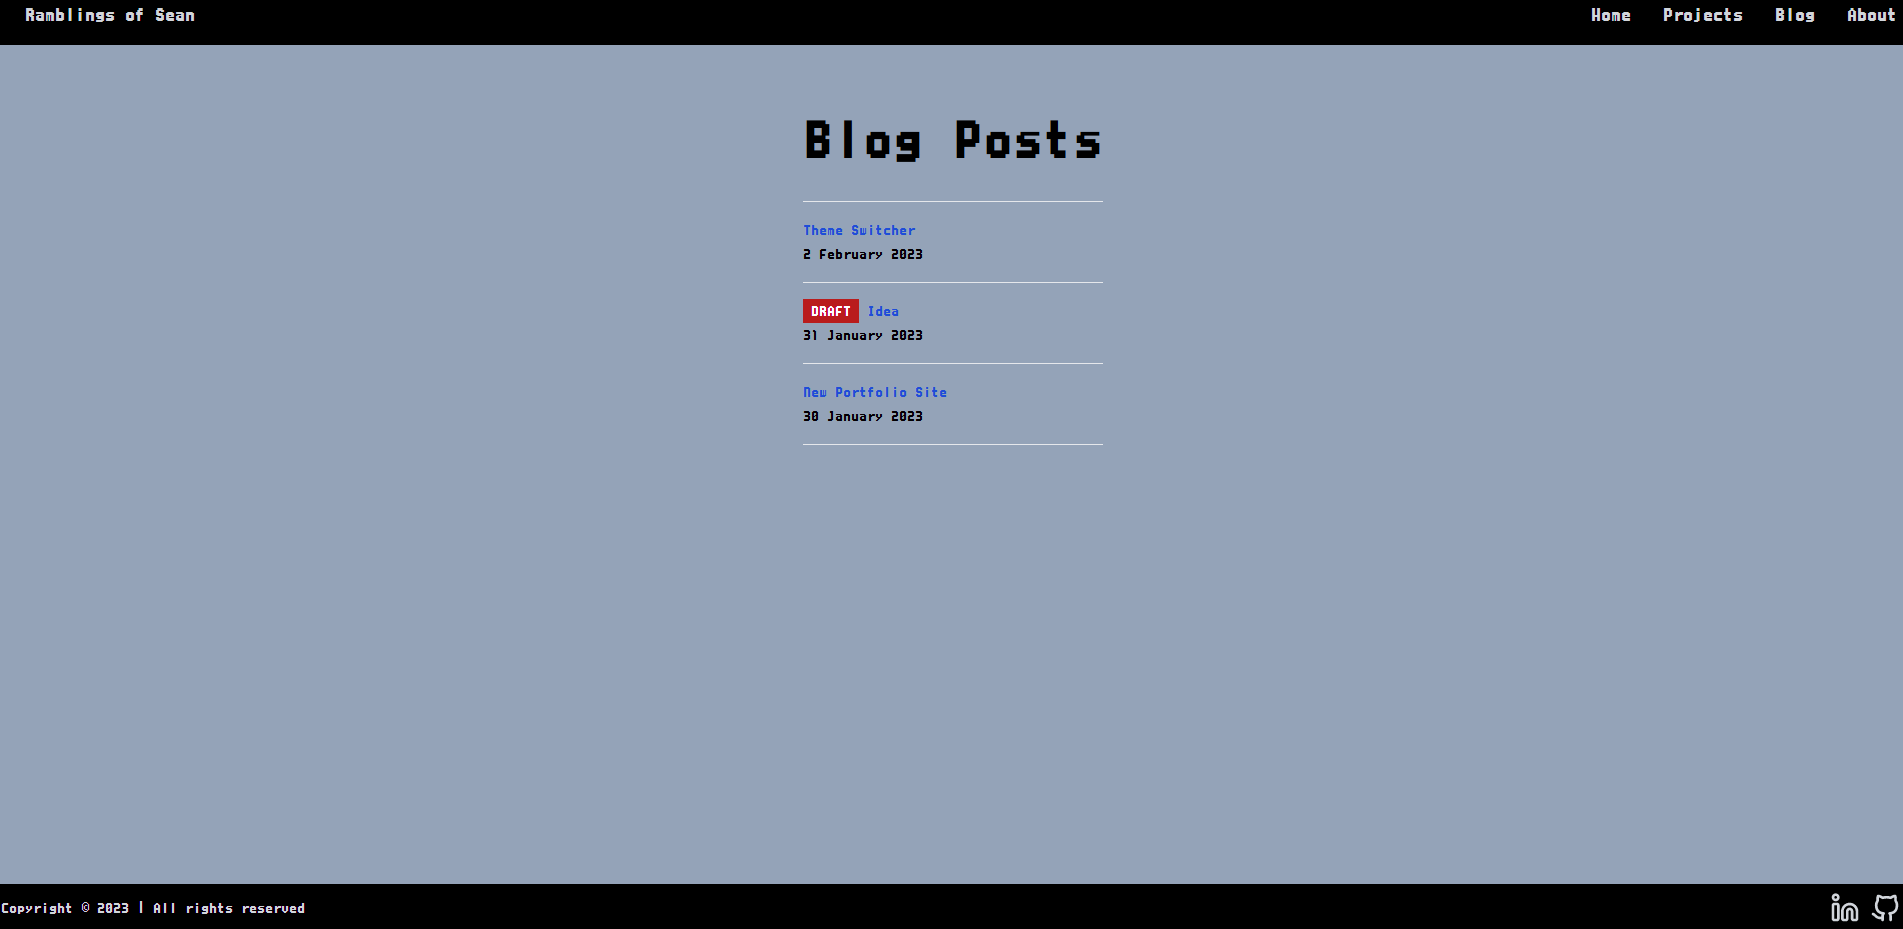 Ramblings of Sean
Home Projects Blog About
Blog Posts
Theme Switcher
2 February 2023
DRAFT Idea
31 January 2023
New Portfolio Site
30 January 2023
Copyright © 2023 | All rights reserved
in